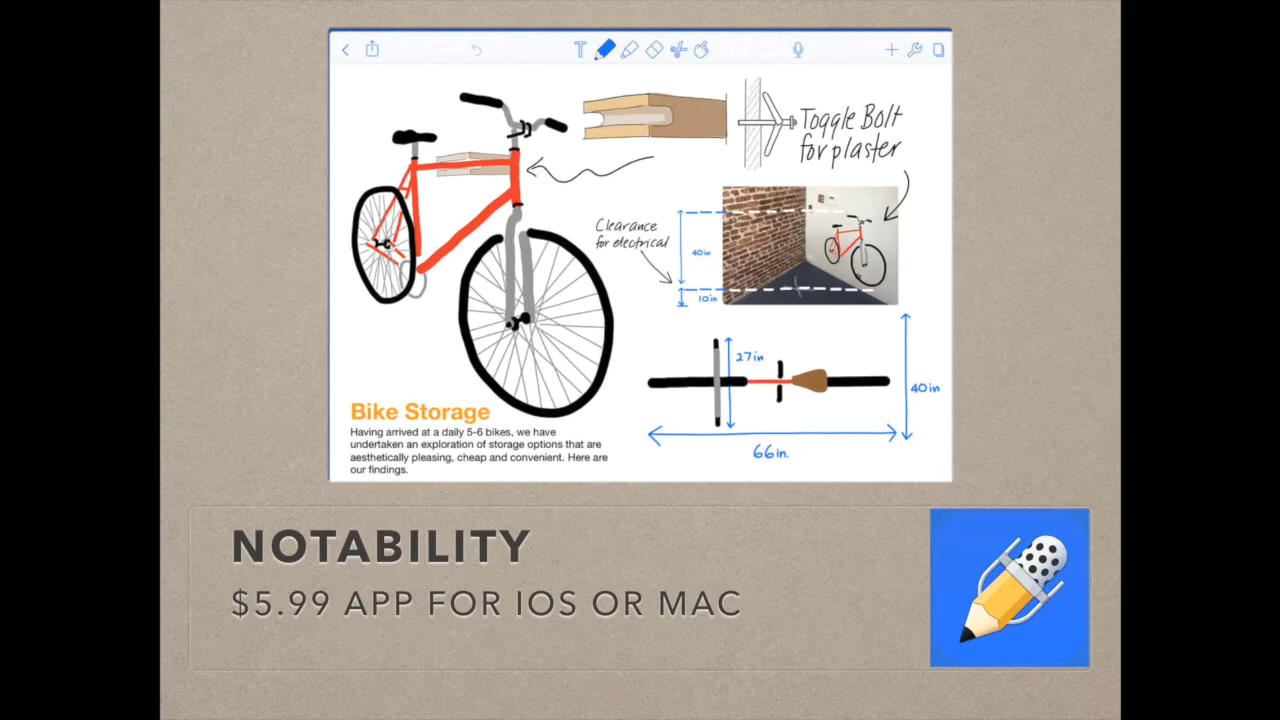 T
Toggle Bolt
for plaster
Clearance
for electrical
40in
10in
27in
40in
66in.
Bike Storage
Having arrived at a daily 5-6 bikes, we have
undertaken an exploration of storage options that are
aesthetically pleasing, cheap and convenient. Here are
our findings.
NOTABILITY
$5.99 APP FOR IOS OR MAC